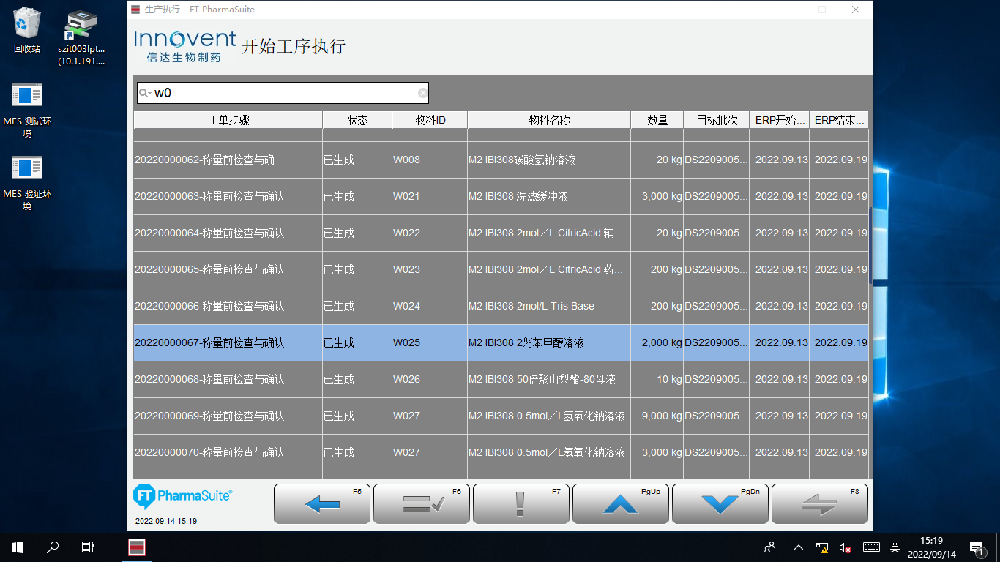 回收站
szit003lpt...
(10.1.191....
MES 测试环
境
MES 验证环
境
生产执行 - FT PharmaSuite
Innovent
信达生物制药
开始工序执行
w0
工单步骤 状态 物料ID 物料名称 数量 目标批次 ERP开始... ERP结束...
20220000062-称量前检查与确 已生成 W008 M2 IBI308碳酸氢钠溶液 20 kg DS2209005... 2022.09.13 2022.09.19
20220000063-称量前检查与确认 已生成 W021 M2 IBI308 洗滤缓冲液 3,000 kg DS2209005... 2022.09.13 2022.09.19
20220000064-称量前检查与确认 已生成 W022 M2 IBI308 2mol／L CitricAcid 辅... 20 kg DS2209005... 2022.09.13 2022.09.19
20220000065-称量前检查与确认 已生成 W023 M2 IBI308 2mol／L CitricAcid 药... 200 kg DS2209005... 2022.09.13 2022.09.19
20220000066-称量前检查与确认 已生成 W024 M2 IBI308 2mol/L Tris Base 200 kg DS2209005... 2022.09.13 2022.09.19
20220000067-称量前检查与确认 已生成 W025 M2 IBI308 2％苯甲醇溶液 2,000 kg DS2209005... 2022.09.13 2022.09.19
20220000068-称量前检查与确认 已生成 W026 M2 IBI308 50倍聚山梨酯-80母液 10 kg DS2209005... 2022.09.13 2022.09.19
20220000069-称量前检查与确认 已生成 W027 M2 IBI308 0.5mol／L氢氧化钠溶液 9,000 kg DS2209005... 2022.09.13 2022.09.19
20220000070-称量前检查与确认 已生成 W027 M2 IBI308 0.5mol／L氢氧化钠溶液 3,000 kg DS2209005... 2022.09.13 2022.09.19
FT PharmaSuite®
2022.09.14 15:19
F5 F6 F7 PgUp PgDn F8
英
15:19
2022/09/14
1